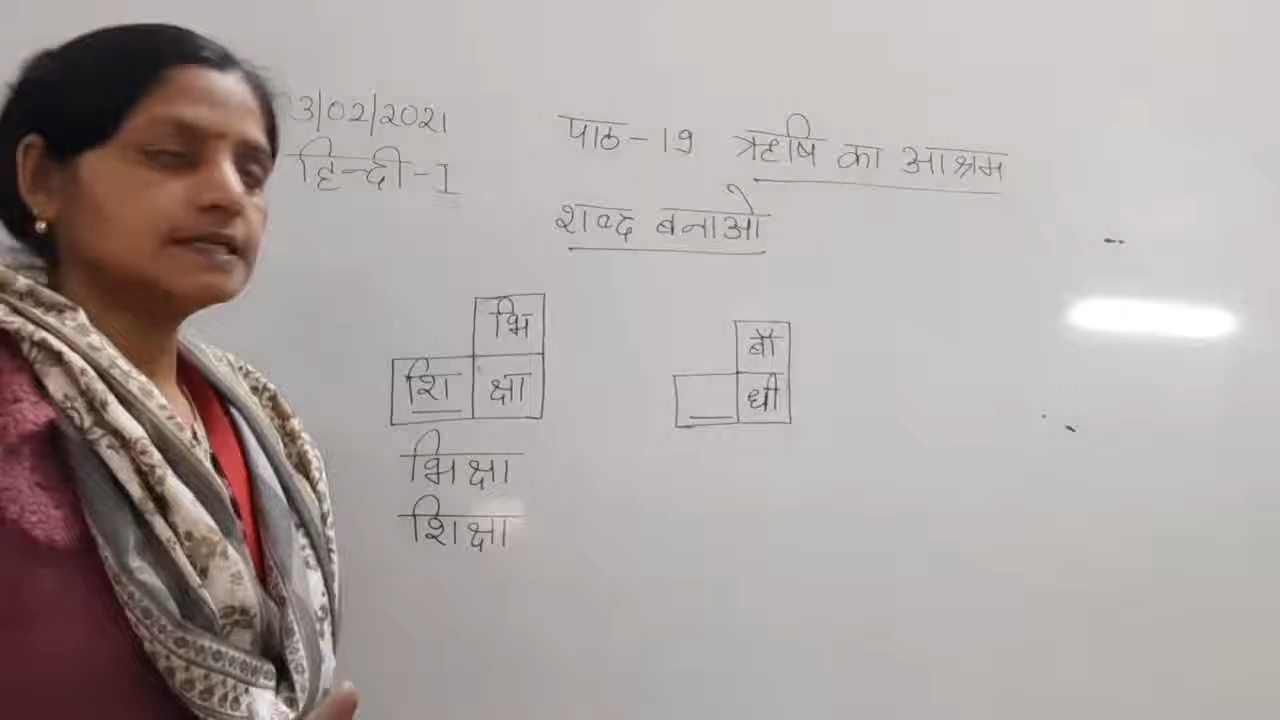 3/02/2021
हिन्दी-I
पाठ-19 ऋषि का आश्रम
शब्द बनाओ
भि
शि क्षा
भिक्षा
शिक्षा
बाँ
धी